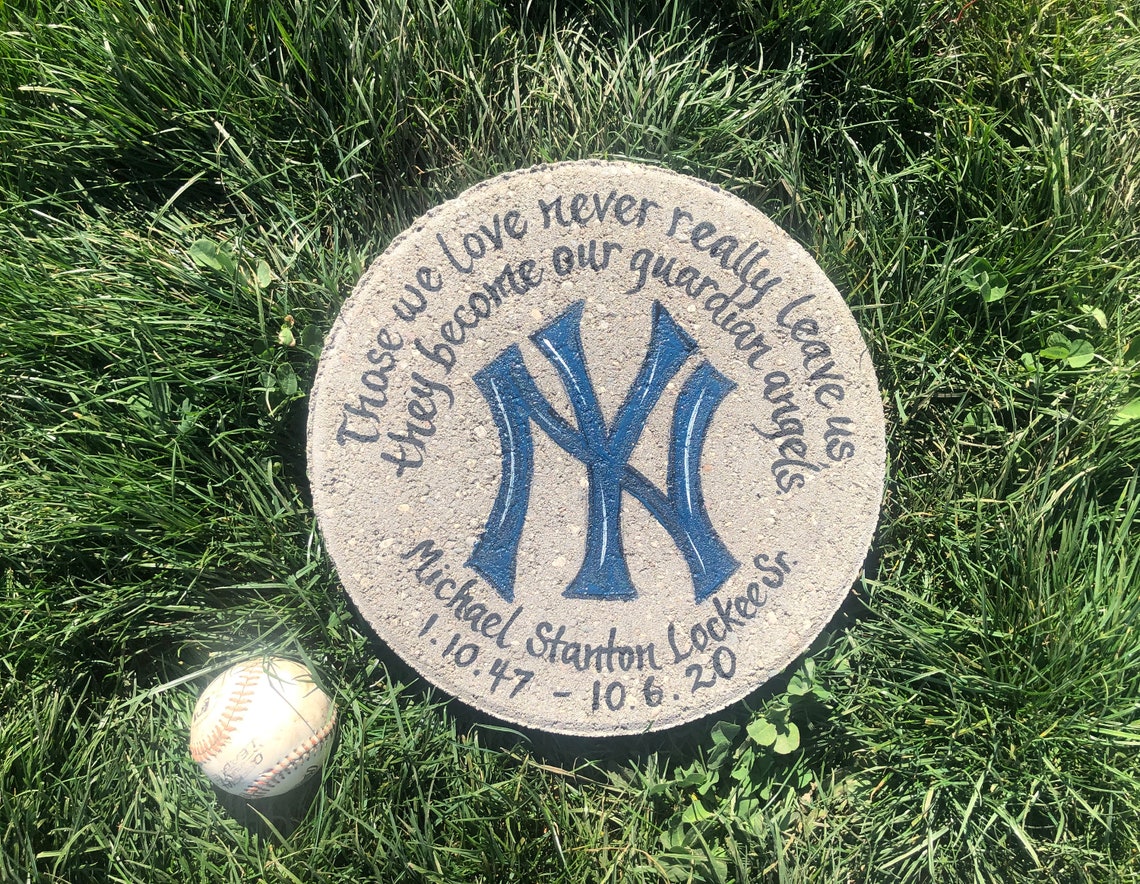 Those we love never really leave us,
they become our guardian angels.
NY
Michael Stanton Lockee Sr.
1.10.47 - 10.6.20